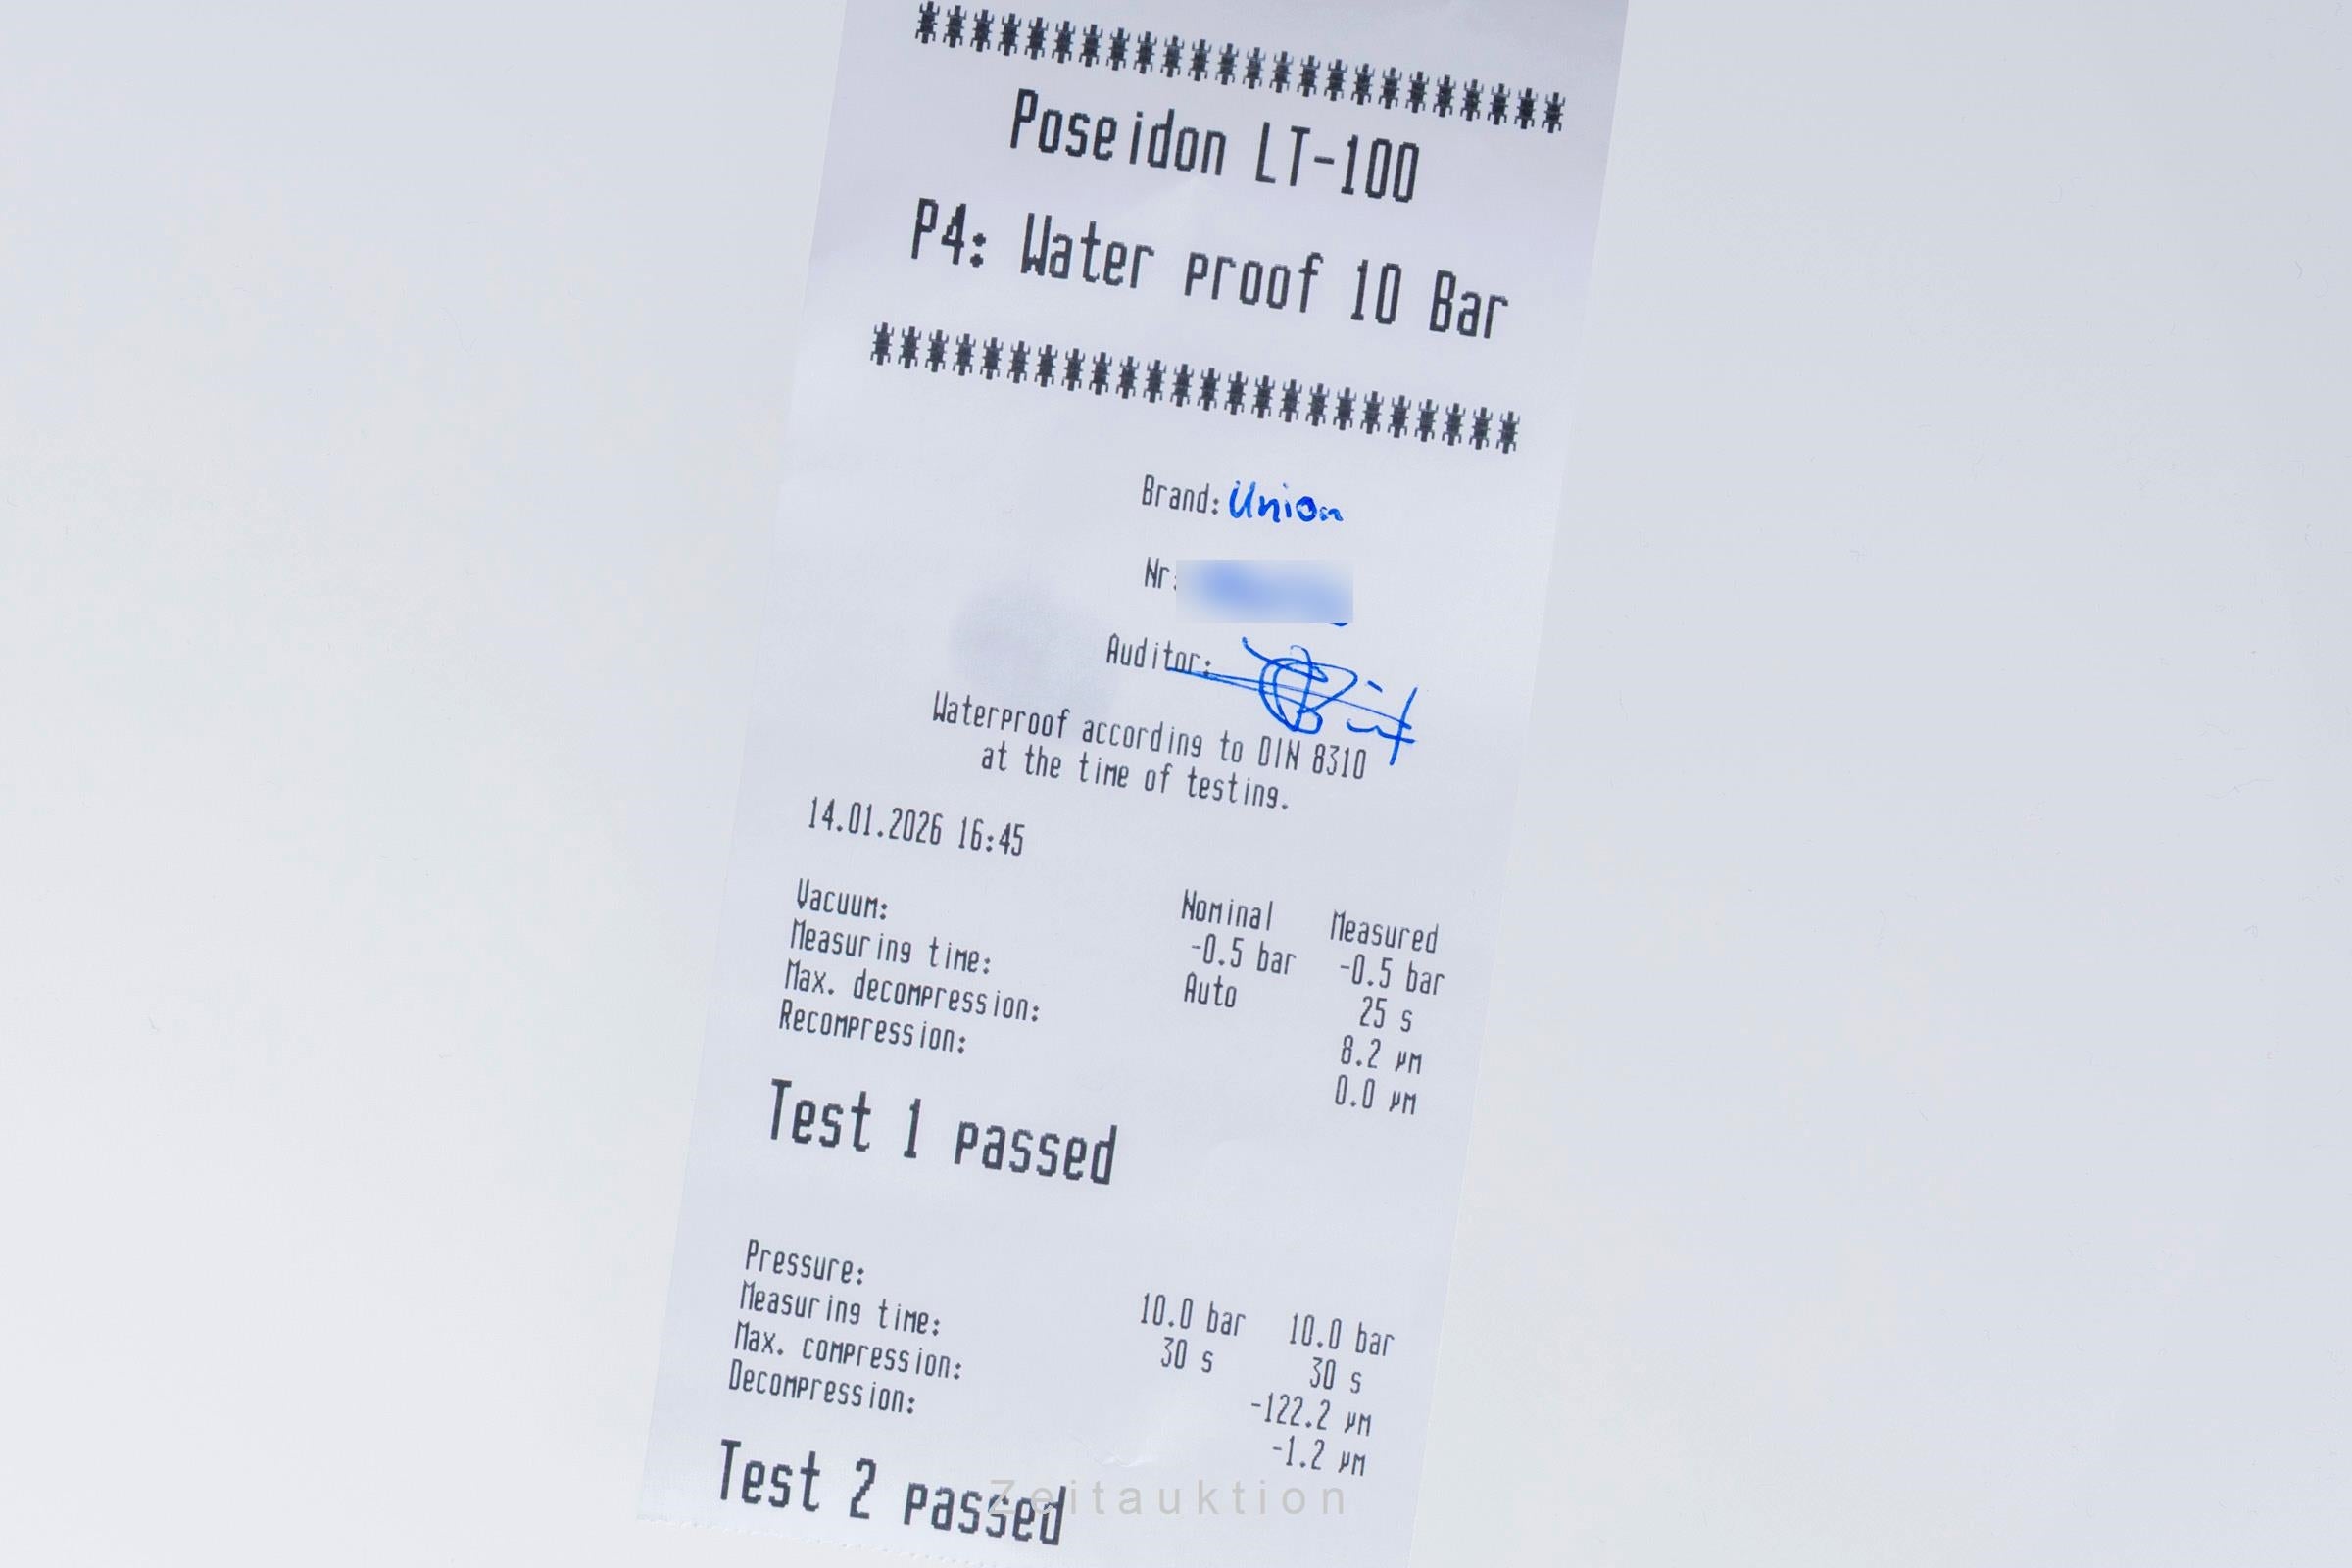 ************************
Poseidon LT-100
P4: Water proof 10 Bar
************************
Brand: Union
Nr:
Auditor:
Waterproof according to DIN 8310
at the time of testing.
14.01.2026 16:45
Nominal Measured
Vacuum: -0.5 bar -0.5 bar
Measuring time: Auto 25 s
Max. decompression: 8.2 µm
Recompression: 0.0 µm
Test 1 passed
Pressure: 10.0 bar 10.0 bar
Measuring time: 30 s 30 s
Max. compression: -122.2 µm
Decompression: -1.2 µm
Test 2 passed
Zeitauktion